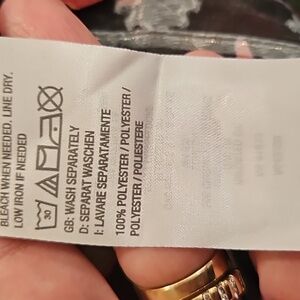 BLEACH WHEN NEEDED. LINE DRY.
LOW IRON IF NEEDED
30
GB: WASH SEPARATELY
D: SEPARAT WASCHEN
I: LAVARE SEPARATAMENTE
100% POLYESTER / POLYESTER /
POLYESTER / POLIESTERE